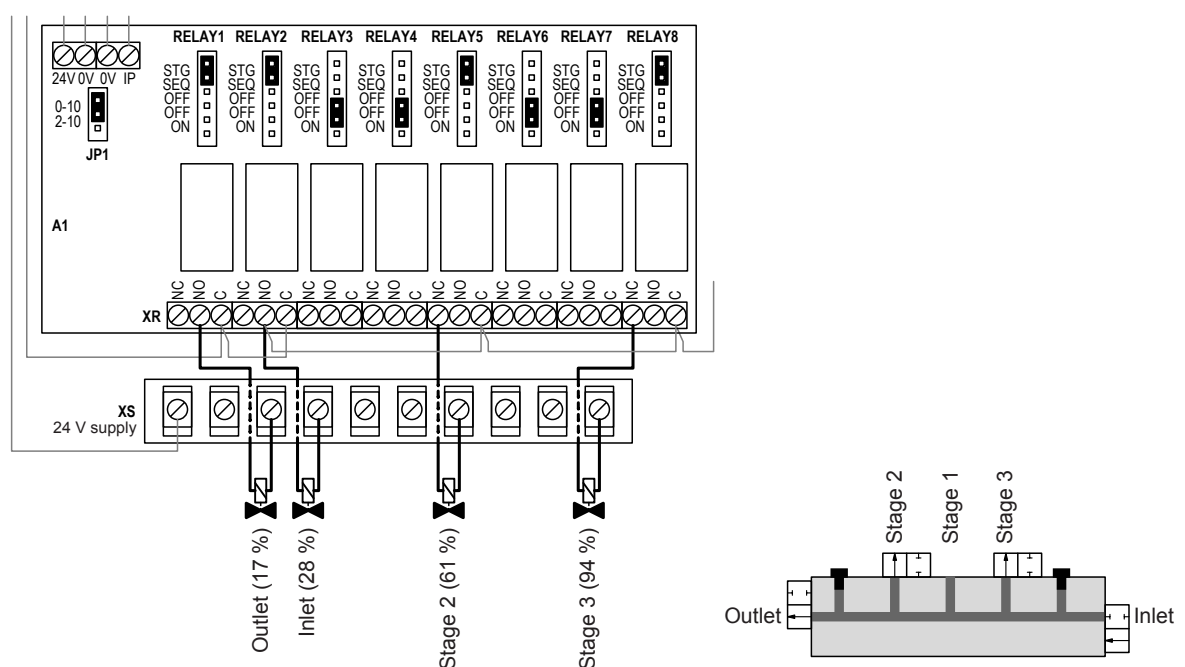 RELAY1 RELAY2 RELAY3 RELAY4 RELAY5 RELAY6 RELAY7 RELAY8
24V 0V 0V IP
STG STG STG STG STG STG STG STG
SEQ SEQ SEQ SEQ SEQ SEQ SEQ SEQ
OFF OFF OFF OFF OFF OFF OFF OFF
OFF OFF OFF OFF OFF OFF OFF OFF
ON ON ON ON ON ON ON ON
0-10
2-10
JP1
A1
NC NO C NC NO C NC NO C NC NO C NC NO C NC NO C NC NO C NC NO C
XR
XS
24 V supply
Outlet (17 %)
Inlet (28 %)
Stage 2 (61 %)
Stage 3 (94 %)
Stage 2
Stage 1
Stage 3
Outlet
Inlet